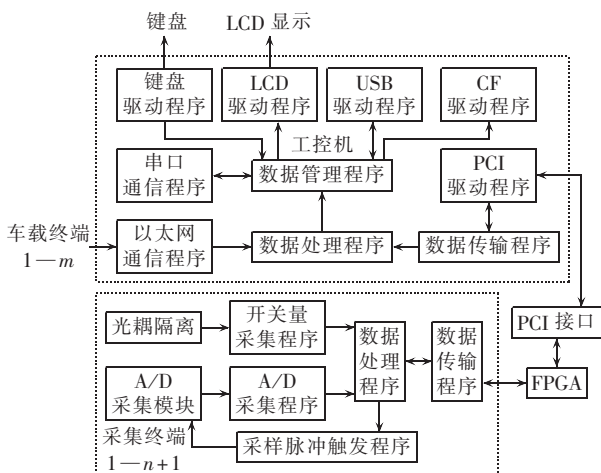 键盘
LCD 显示
键盘
驱动程序
LCD
驱动程序
USB
驱动程序
CF
驱动程序
工控机
串口
通信程序
数据管理程序
PCI
驱动程序
车载终端
1—m
以太网
通信程序
数据处理程序
数据传输程序
光耦隔离
开关量
采集程序
数据
处理
程序
数据
传输
程序
PCI 接口
FPGA
A/D
采集模块
A/D
采集程序
采集终端
1—n+1
采样脉冲触发程序